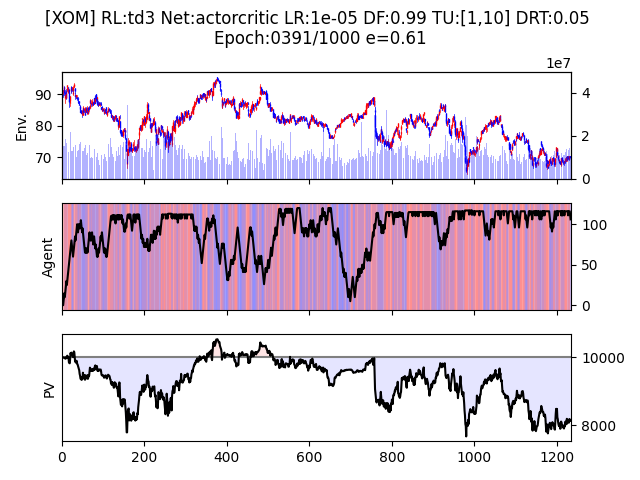 [XOM] RL:td3 Net:actorcritic LR:1e-05 DF:0.99 TU:[1,10] DRT:0.05
Epoch:0391/1000 e=0.61
1e7
Env.
90
80
70
4
2
0
Agent
100
50
0
PV
10000
8000
0 200 400 600 800 1000 1200